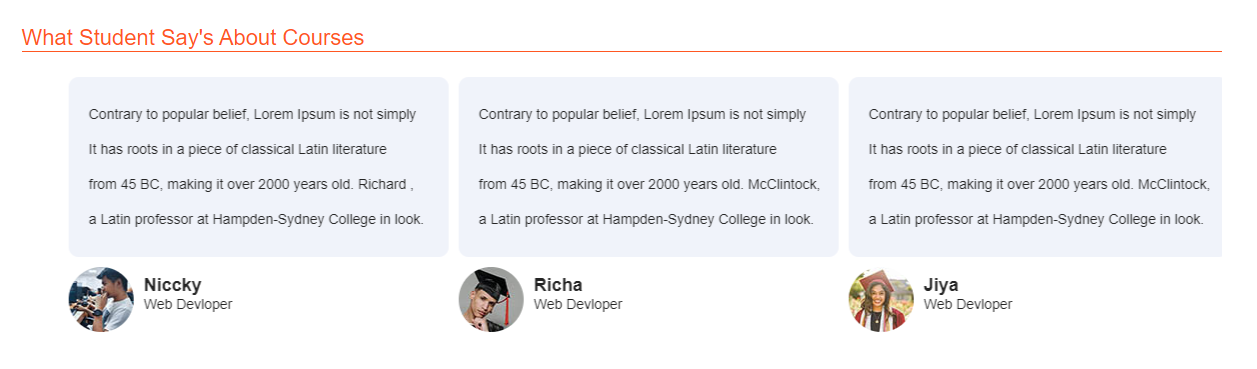 What Student Say's About Courses
Contrary to popular belief, Lorem Ipsum is not simply
It has roots in a piece of classical Latin literature
from 45 BC, making it over 2000 years old. Richard ,
a Latin professor at Hampden-Sydney College in look.
Niccky
Web Devloper
Contrary to popular belief, Lorem Ipsum is not simply
It has roots in a piece of classical Latin literature
from 45 BC, making it over 2000 years old. McClintock,
a Latin professor at Hampden-Sydney College in look.
Richa
Web Devloper
Contrary to popular belief, Lorem Ipsum is not simply
It has roots in a piece of classical Latin literature
from 45 BC, making it over 2000 years old. McClintock,
a Latin professor at Hampden-Sydney College in look.
Jiya
Web Devloper